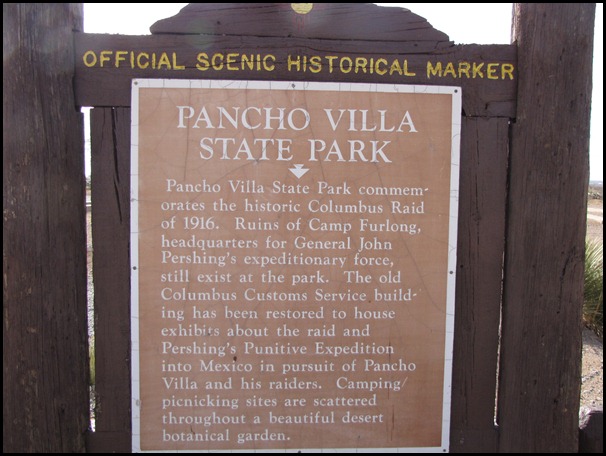 OFFICIAL SCENIC HISTORICAL MARKER
PANCHO VILLA
STATE PARK
Pancho Villa State Park commem-
orates the historic Columbus Raid
of 1916. Ruins of Camp Furlong,
headquarters for General John
Pershing's expeditionary force,
still exist at the park. The old
Columbus Customs Service build-
ing has been restored to house
exhibits about the raid and
Pershing's Punitive Expedition
into Mexico in pursuit of Pancho
Villa and his raiders. Camping/
picnicking sites are scattered
throughout a beautiful desert
botanical garden.